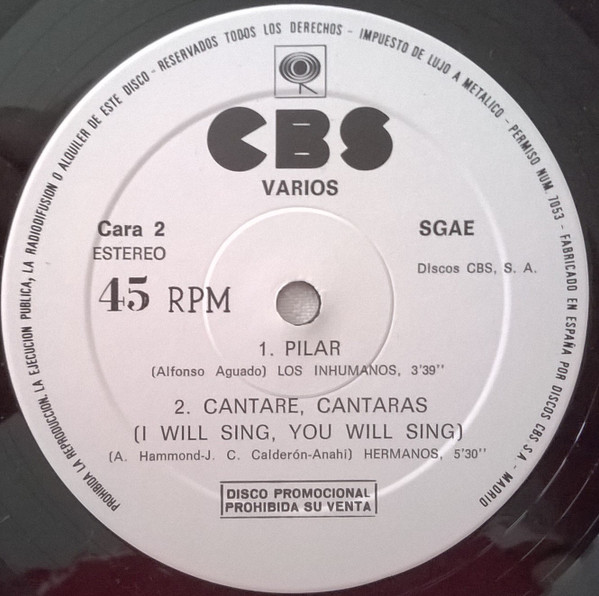 PROHIBIDA LA REPRODUCCION, LA EJECUCION PUBLICA, LA RADIODIFUSION O ALQUILER DE ESTE DISCO - RESERVADOS TODOS LOS DERECHOS - IMPUESTO DE LUJO A METALICO - PERMISO NUM. 7053 - FABRICADO EN ESPAÑA POR DISCOS CBS S.A. - MADRID
CBS
VARIOS
Cara 2
SGAE
ESTEREO
Discos CBS, S. A.
45 RPM
1. PILAR
(Alfonso Aguado) LOS INHUMANOS, 3'39"
2. CANTARE, CANTARAS
(I WILL SING, YOU WILL SING)
(A. Hammond-J. C. Calderón-Anahi) HERMANOS, 5'30"
DISCO PROMOCIONAL
PROHIBIDA SU VENTA